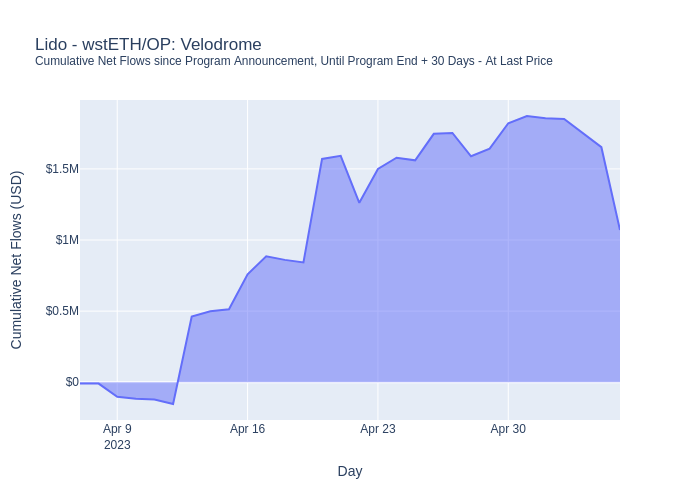 Lido - wstETH/OP: Velodrome
Cumulative Net Flows since Program Announcement, Until Program End + 30 Days - At Last Price
Cumulative Net Flows (USD)
$1.5M
$1M
$0.5M
$0
Apr 9
2023
Apr 16
Apr 23
Apr 30
Day